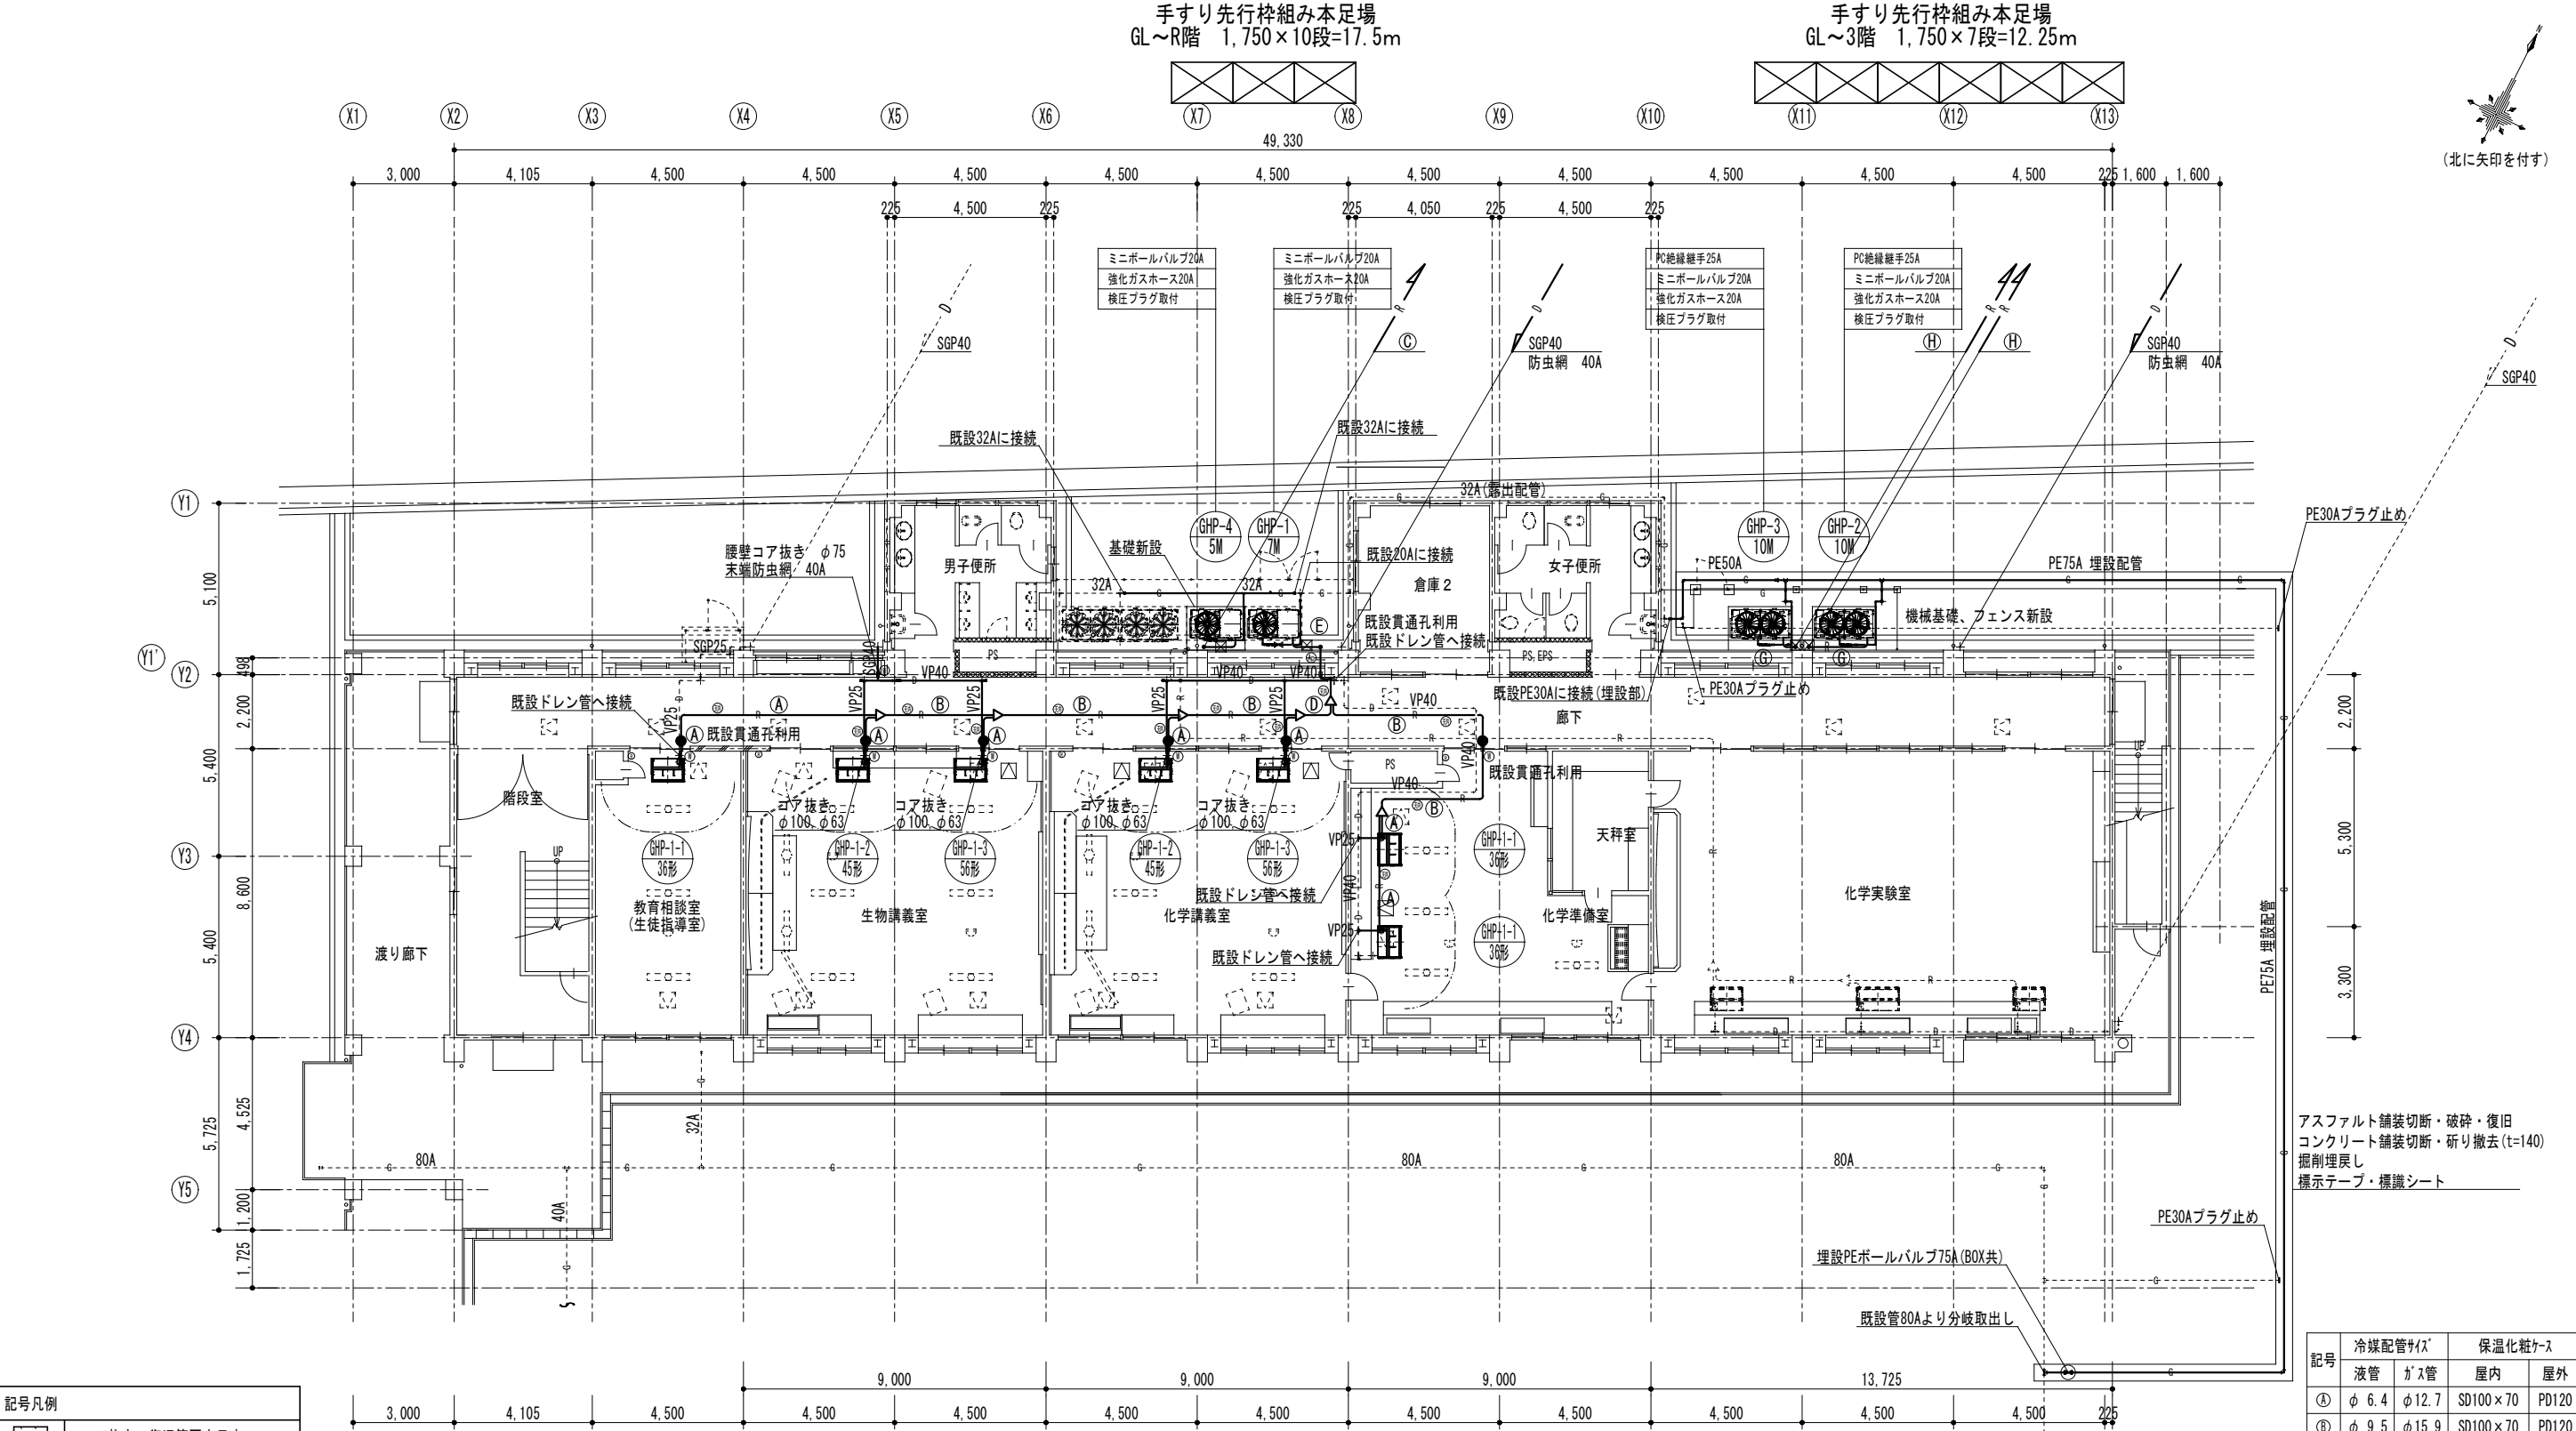 手すり先行枠組み本足場
GL～R階 1,750×10段=17.5m
手すり先行枠組み本足場
GL～3階 1,750×7段=12.25m
(北に矢印を付す)
X1 X2 X3 X4 X5 X6 X7 X8 X9 X10 X11 X12 X13
49,330
3,000 4,105 4,500 4,500 4,500 4,500 4,500 4,500 4,500 4,500 4,500 4,500 225 1,600 1,600
225 4,500 225 225 4,050 225 4,500 225
ミニボールバルブ20A
強化ガスホース20A
検圧プラグ取付
ミニボールバルブ20A
強化ガスホース20A
検圧プラグ取付
PC絶縁継手25A
ミニボールバルブ20A
強化ガスホース20A
検圧プラグ取付
PC絶縁継手25A
ミニボールバルブ20A
強化ガスホース20A
検圧プラグ取付
D
R
D
R
R
D
D
SGP40
C
SGP40
防虫網 40A
H
H
SGP40
防虫網 40A
SGP40
既設32Aに接続
既設32Aに接続
32A(露出配管)
PE30Aプラグ止め
Y1
GHP-4
5M
GHP-1
7M
GHP-3
10M
GHP-2
10M
腰壁コア抜き φ75
末端防虫網 40A
男子便所
基礎新設
既設20Aに接続
倉庫2
女子便所
PE50A
PE75A 埋設配管
32A
32A
E
既設貫通孔利用
既設ドレン管へ接続
機械基礎、フェンス新設
5,100
Y1'
498
Y2
SGP25
SGP40
PS
PS,EPS
G
G
VP40
VP40
VP40
VP40
既設PE30Aに接続(埋設部)
PE30Aプラグ止め
廊下
2,200
2,200
既設ドレン管へ接続
VP25
VP25
VP25
VP25
VP25
A
B
B
B
D
B
A
既設貫通孔利用
A
A
A
A
VP40
既設貫通孔利用
PS
VP40
B
UP
階段室
コア抜き
φ100,φ63
コア抜き
φ100,φ63
コア抜き
φ100,φ63
コア抜き
φ100,φ63
天秤室
5,400
5,300
Y3
UP
GHP-1-1
36形
GHP-1-2
45形
GHP-1-3
56形
GHP-1-2
45形
GHP-1-3
56形
A
VP25
GHP-1-1
36形
8,600
教育相談室
(生徒指導室)
生物講義室
化学講義室
既設ドレン管へ接続
VP40
A
化学準備室
化学実験室
VP25
GHP-1-1
36形
渡り廊下
既設ドレン管へ接続
5,400
3,300
PE75A 埋設配管
Y4
4,525
5,725
32A
80A
80A
80A
アスファルト舗装切断・破砕・復旧
コンクリート舗装切断・斫り撤去(t=140)
掘削埋戻し
標示テープ・標識シート
Y5
1,200
40A
1,725
PE30Aプラグ止め
埋設PEボールバルブ75A(BOX共)
既設管80Aより分岐取出し
9,000 9,000 9,000 13,725
3,000 4,105 4,500 4,500 4,500 4,500 4,500 4,500 4,500 4,500 4,500 4,500 225
記号凡例
記号 冷媒配管ｻｲｽﾞ 保温化粧ｹｰｽ
液管 ｶﾞｽ管 屋内 屋外
A φ 6.4 φ12.7 SD100×70 PD120
B φ 9.5 φ15.9 SD100×70 PD120